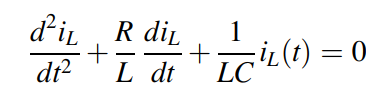 d²i_L/dt² + R/L di_L/dt + 1/LC i_L(t) = 0